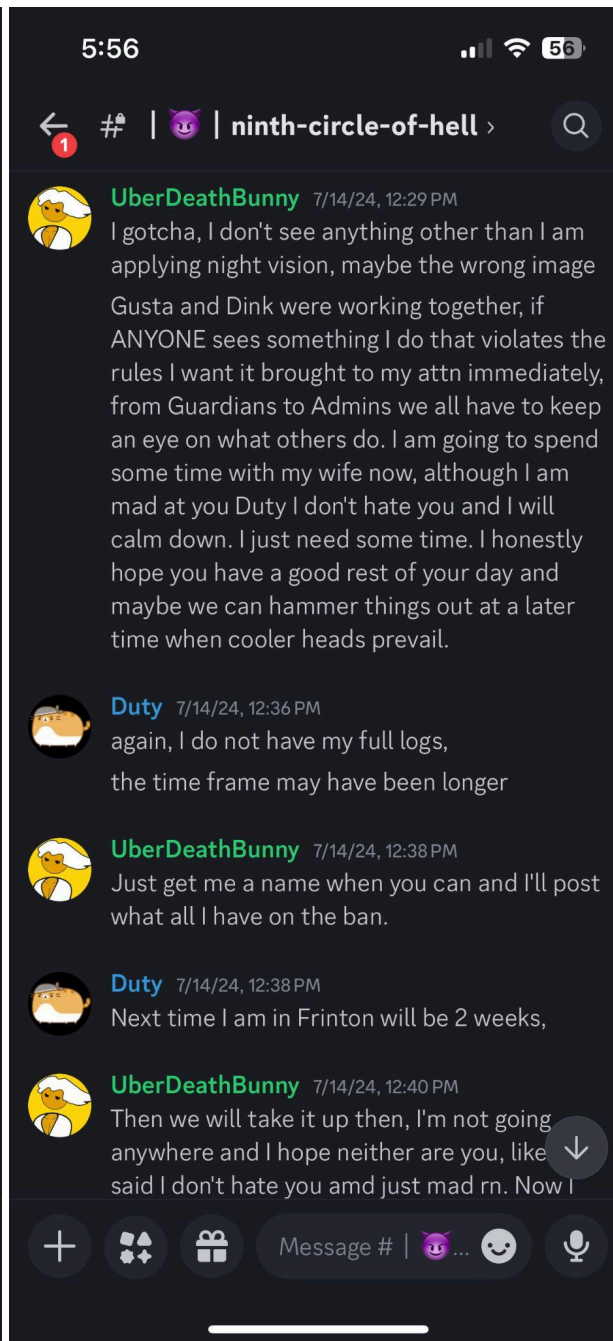 5:56
56
1
# | 😈 | ninth-circle-of-hell ›
UberDeathBunny 7/14/24, 12:29 PM
I gotcha, I don't see anything other than I am
applying night vision, maybe the wrong image
Gusta and Dink were working together, if
ANYONE sees something I do that violates the
rules I want it brought to my attn immediately,
from Guardians to Admins we all have to keep
an eye on what others do. I am going to spend
some time with my wife now, although I am
mad at you Duty I don't hate you and I will
calm down. I just need some time. I honestly
hope you have a good rest of your day and
maybe we can hammer things out at a later
time when cooler heads prevail.
Duty 7/14/24, 12:36 PM
again, I do not have my full logs,
the time frame may have been longer
UberDeathBunny 7/14/24, 12:38 PM
Just get me a name when you can and I'll post
what all I have on the ban.
Duty 7/14/24, 12:38 PM
Next time I am in Frinton will be 2 weeks,
UberDeathBunny 7/14/24, 12:40 PM
Then we will take it up then, I'm not going
anywhere and I hope neither are you, like
said I don't hate you amd just mad rn. Now I
Message # | 😈...